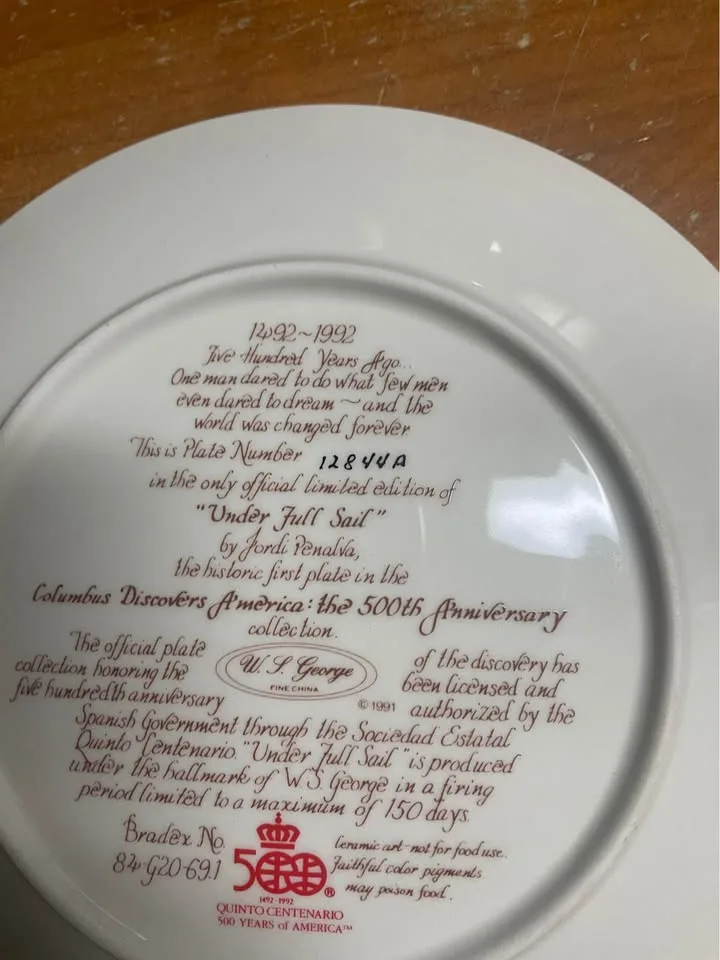 1492~1992
Five Hundred Years Ago...
One man dared to do what few men
even dared to dream ~ and the
world was changed forever
This is Plate Number 12844A
in the only official limited edition of
"Under Full Sail"
by Jordi Penalva,
the historic first plate in the
Columbus Discovers America: the 500th Anniversary
collection.
The official plate
collection honoring the
five hundredth anniversary
W. S. George
FINE CHINA
© 1991
of the discovery has
been licensed and
authorized by the
Spanish Government through the Sociedad Estatal
Quinto Centenario. "Under Full Sail" is produced
under the hallmark of W.S. George in a firing
period limited to a maximum of 150 days.
Bradex No.
84-G20-69.1
500®
1492·1992
QUINTO CENTENARIO
500 YEARS of AMERICA™
Ceramic art-not for food use.
Faithful color pigments
may poison food.